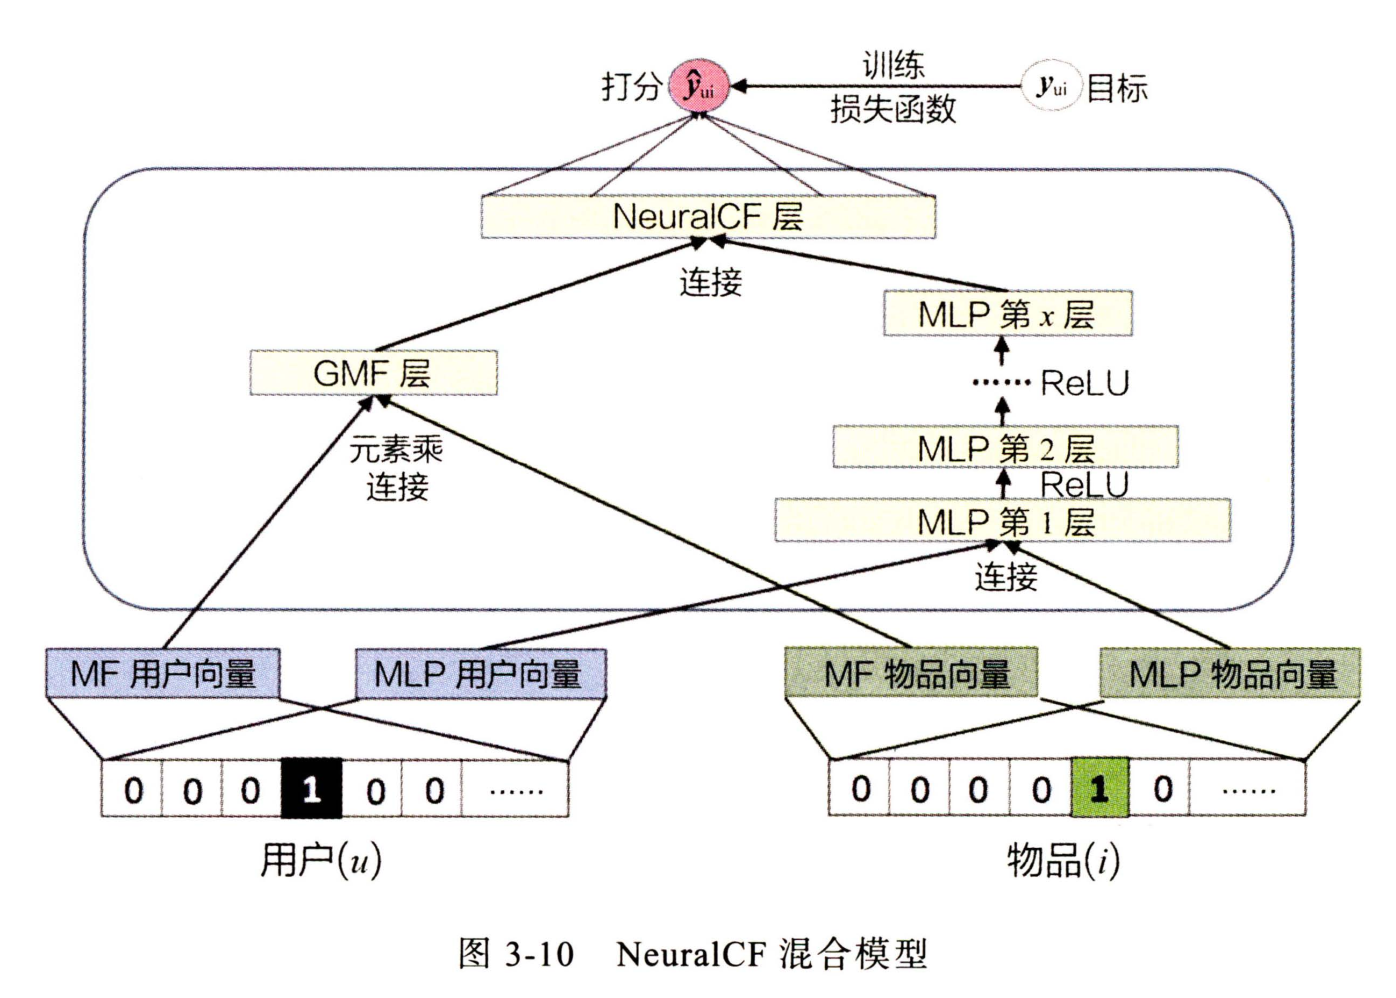 打分 ŷui 训练 yui 目标
损失函数
NeuralCF 层
连接
MLP 第 x 层
GMF 层
······ ReLU
元素乘
连接
MLP 第 2 层
ReLU
MLP 第 1 层
连接
MF 用户向量 MLP 用户向量 MF 物品向量 MLP 物品向量
0 0 0 1 0 0 ······ 0 0 0 0 1 0 ······
用户(u) 物品(i)
图 3-10 NeuralCF 混合模型